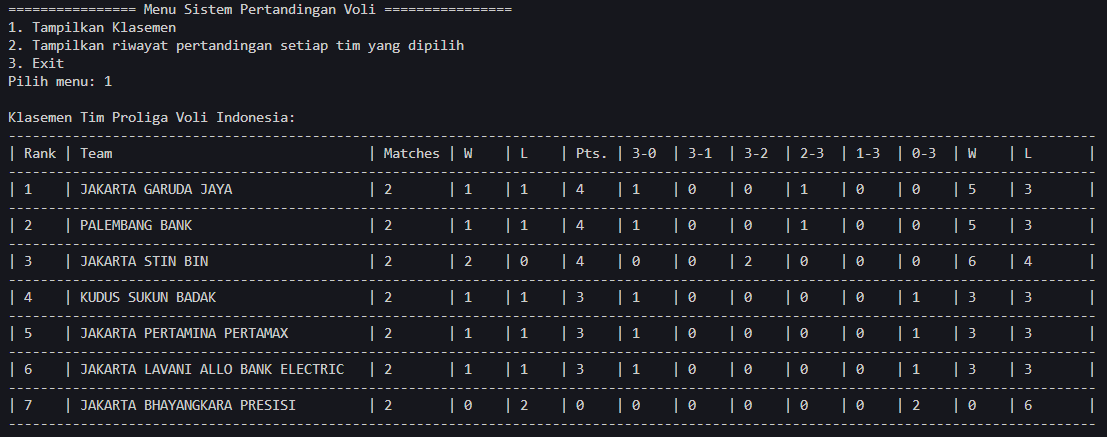 ================ Menu Sistem Pertandingan Voli ================
1. Tampilkan Klasemen
2. Tampilkan riwayat pertandingan setiap tim yang dipilih
3. Exit
Pilih menu: 1
Klasemen Tim Proliga Voli Indonesia:
| Rank | Team | Matches | W | L | Pts. | 3-0 | 3-1 | 3-2 | 2-3 | 1-3 | 0-3 | W | L |
| 1 | JAKARTA GARUDA JAYA | 2 | 1 | 1 | 4 | 1 | 0 | 0 | 1 | 0 | 0 | 5 | 3 |
| 2 | PALEMBANG BANK | 2 | 1 | 1 | 4 | 1 | 0 | 0 | 1 | 0 | 0 | 5 | 3 |
| 3 | JAKARTA STIN BIN | 2 | 2 | 0 | 4 | 0 | 0 | 2 | 0 | 0 | 0 | 6 | 4 |
| 4 | KUDUS SUKUN BADAK | 2 | 1 | 1 | 3 | 1 | 0 | 0 | 0 | 0 | 1 | 3 | 3 |
| 5 | JAKARTA PERTAMINA PERTAMAX | 2 | 1 | 1 | 3 | 1 | 0 | 0 | 0 | 0 | 1 | 3 | 3 |
| 6 | JAKARTA LAVANI ALLO BANK ELECTRIC | 2 | 1 | 1 | 3 | 1 | 0 | 0 | 0 | 0 | 1 | 3 | 3 |
| 7 | JAKARTA BHAYANGKARA PRESISI | 2 | 0 | 2 | 0 | 0 | 0 | 0 | 0 | 0 | 2 | 0 | 6 |